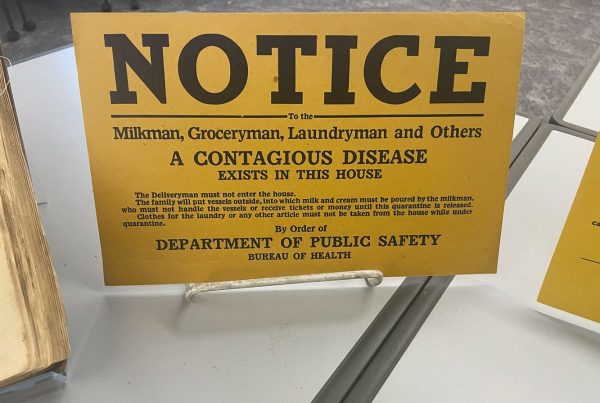 NOTICE
To the
Milkman, Groceryman, Laundryman and Others
A CONTAGIOUS DISEASE
EXISTS IN THIS HOUSE
The Deliveryman must not enter the house.
The family will put vessels outside, into which milk and cream must be poured by the milkman,
who must not handle the vessels or receive tickets or money until this quarantine is released.
Clothes for the laundry or any other article must not be taken from the house while under
quarantine.
By Order of
DEPARTMENT OF PUBLIC SAFETY
BUREAU OF HEALTH
ca